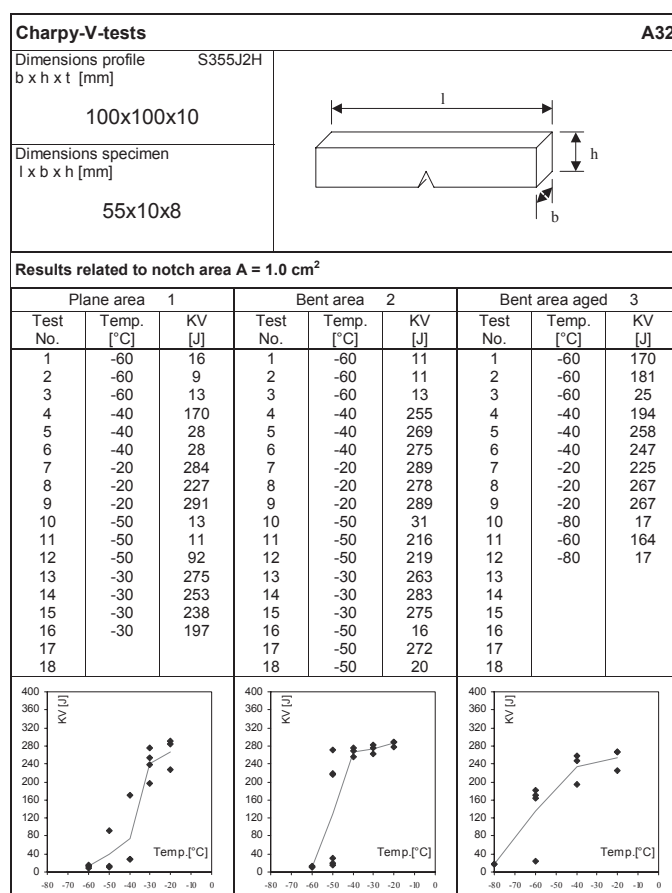 Charpy-V-tests A32
Dimensions profile S355J2H
b x h x t [mm]
100x100x10
Dimensions specimen
l x b x h [mm]
55x10x8
l
h
b
Results related to notch area A = 1.0 cm²
Plane area 1 Bent area 2 Bent area aged 3
Test Temp. KV Test Temp. KV Test Temp. KV
No. [°C] [J] No. [°C] [J] No. [°C] [J]
1 -60 16 1 -60 11 1 -60 170
2 -60 9 2 -60 11 2 -60 181
3 -60 13 3 -60 13 3 -60 25
4 -40 170 4 -40 255 4 -40 194
5 -40 28 5 -40 269 5 -40 258
6 -40 28 6 -40 275 6 -40 247
7 -20 284 7 -20 289 7 -20 225
8 -20 227 8 -20 278 8 -20 267
9 -20 291 9 -20 289 9 -20 267
10 -50 13 10 -50 31 10 -80 17
11 -50 11 11 -50 216 11 -60 164
12 -50 92 12 -50 219 12 -80 17
13 -30 275 13 -30 263 13
14 -30 253 14 -30 283 14
15 -30 238 15 -30 275 15
16 -30 197 16 -50 16 16
17 17 -50 272 17
18 18 -50 20 18
400 400 400
KV [J] KV [J] KV [J]
360 360 360
320 320 320
280 280 280
240 240 240
200 200 200
160 160 160
120 120 120
80 80 80
40 Temp.[°C] 40 Temp.[°C] 40 Temp.[°C]
0 0 0
-80 -70 -60 -50 -40 -30 -20 -10 0 -80 -70 -60 -50 -40 -30 -20 -10 0 -80 -70 -60 -50 -40 -30 -20 -10 0